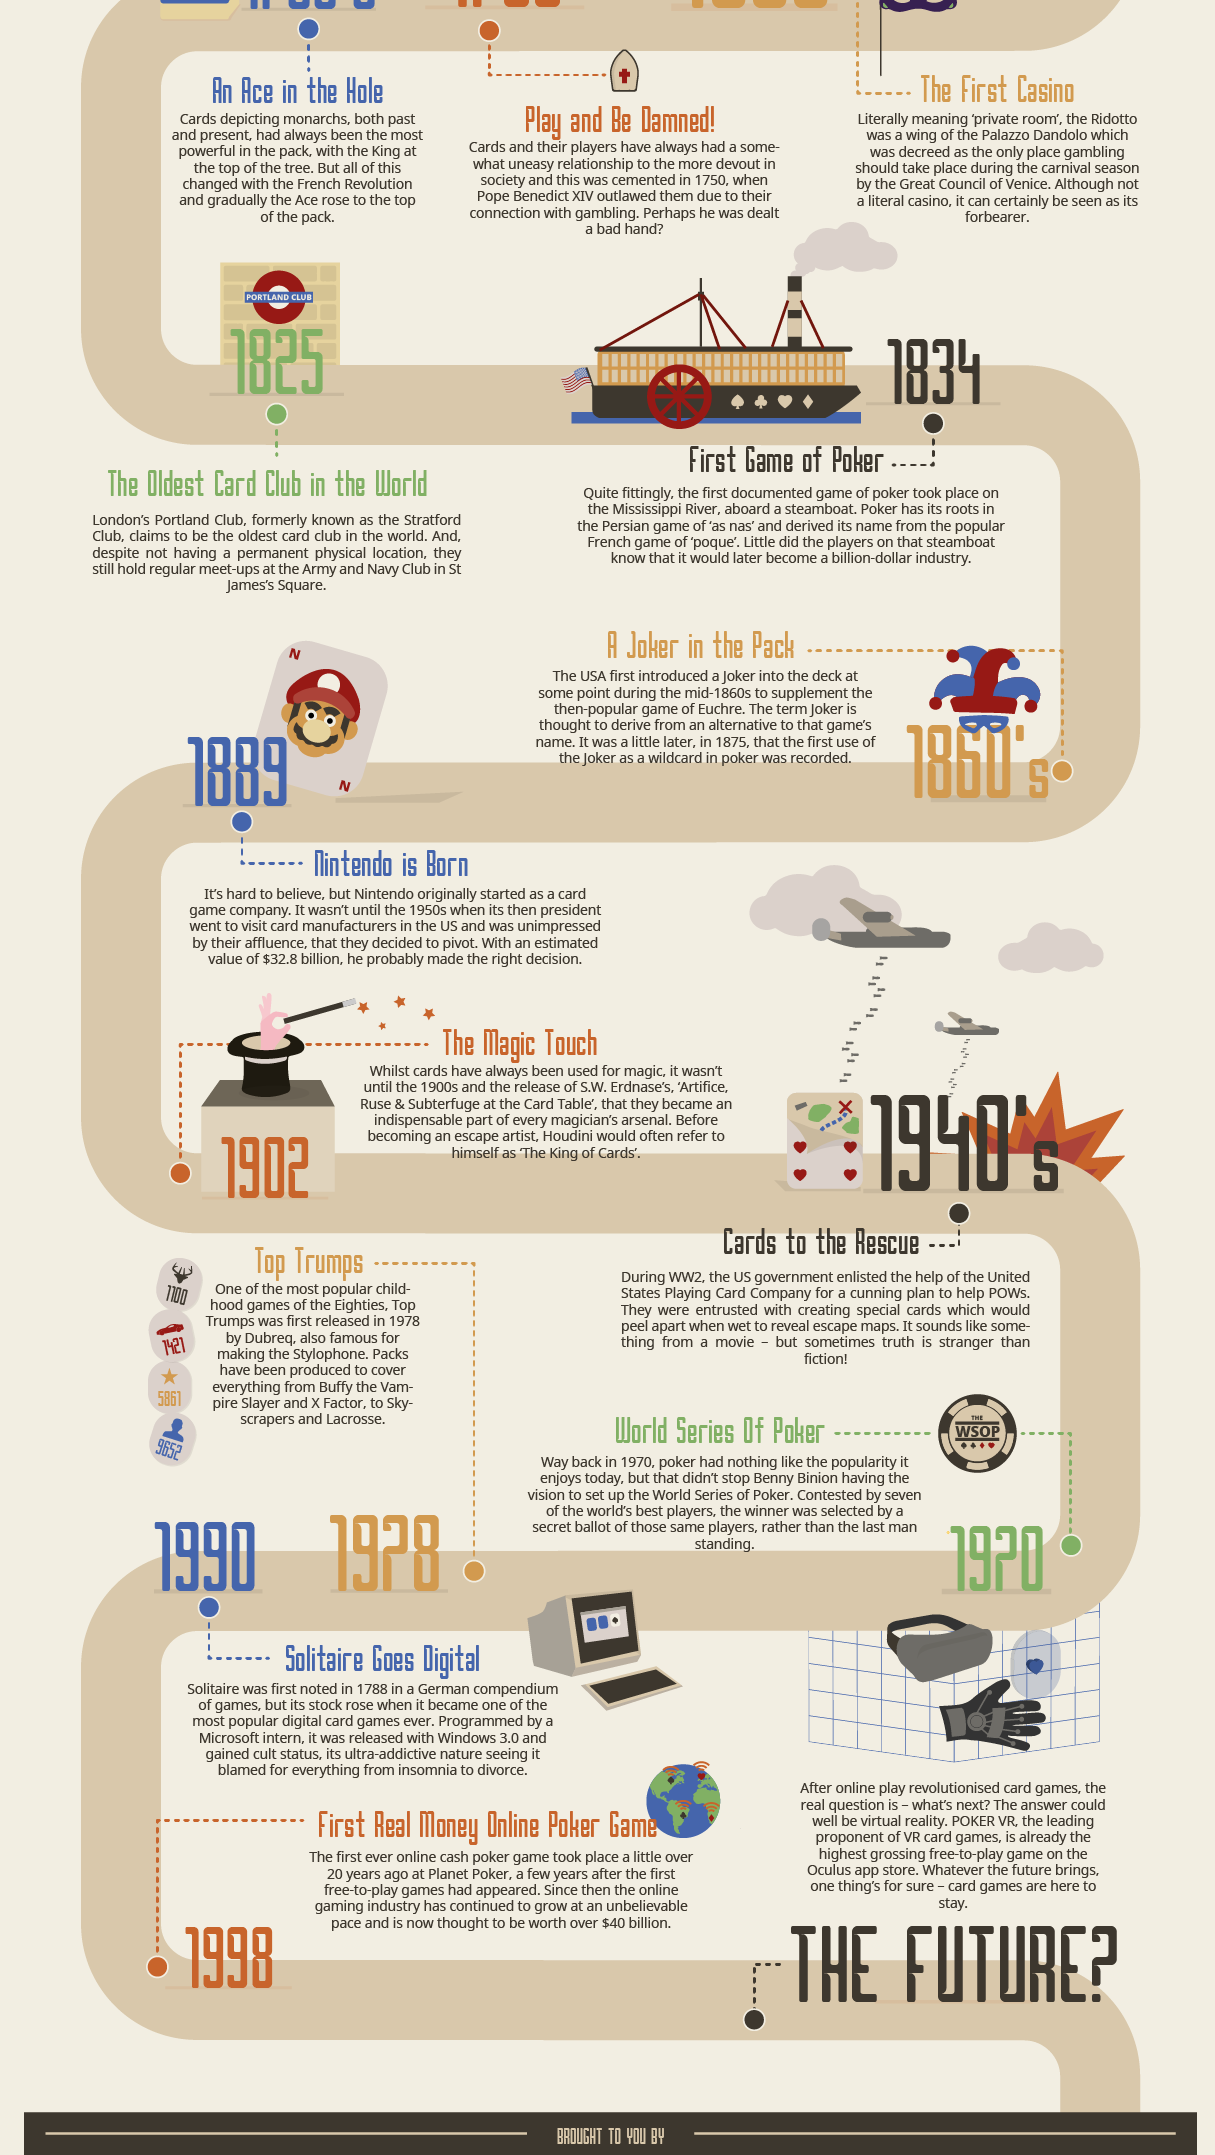 An Ace in the Hole
Cards depicting monarchs, both past
and present, had always been the most
powerful in the pack, with the King at
the top of the tree. But all of this
changed with the French Revolution
and gradually the Ace rose to the top
of the pack.
Play and Be Damned!
Cards and their players have always had a some-
what uneasy relationship to the more devout in
society and this was cemented in 1750, when
Pope Benedict XIV outlawed them due to their
connection with gambling. Perhaps he was dealt
a bad hand?
The First Casino
Literally meaning ‘private room’, the Ridotto
was a wing of the Palazzo Dandolo which
was decreed as the only place gambling
should take place during the carnival season
by the Great Council of Venice. Although not
a literal casino, it can certainly be seen as its
forbearer.
PORTLAND CLUB
1825
The Oldest Card Club in the World
London’s Portland Club, formerly known as the Stratford
Club, claims to be the oldest card club in the world. And,
despite not having a permanent physical location, they
still hold regular meet-ups at the Army and Navy Club in St
James’s Square.
1834
First Game of Poker
Quite fittingly, the first documented game of poker took place on
the Mississippi River, aboard a steamboat. Poker has its roots in
the Persian game of ‘as nas’ and derived its name from the popular
French game of ‘poque’. Little did the players on that steamboat
know that it would later become a billion-dollar industry.
A Joker in the Pack
The USA first introduced a Joker into the deck at
some point during the mid-1860s to supplement the
then-popular game of Euchre. The term Joker is
thought to derive from an alternative to that game’s
name. It was a little later, in 1875, that the first use of
the Joker as a wildcard in poker was recorded.
1860's
N
N
1889
Nintendo is Born
It’s hard to believe, but Nintendo originally started as a card
game company. It wasn’t until the 1950s when its then president
went to visit card manufacturers in the US and was unimpressed
by their affluence, that they decided to pivot. With an estimated
value of $32.8 billion, he probably made the right decision.
The Magic Touch
Whilst cards have always been used for magic, it wasn’t
until the 1900s and the release of S.W. Erdnase’s, ‘Artifice,
Ruse & Subterfuge at the Card Table’, that they became an
indispensable part of every magician’s arsenal. Before
becoming an escape artist, Houdini would often refer to
himself as ‘The King of Cards’.
1902
1940's
Cards to the Rescue
During WW2, the US government enlisted the help of the United
States Playing Card Company for a cunning plan to help POWs.
They were entrusted with creating special cards which would
peel apart when wet to reveal escape maps. It sounds like some-
thing from a movie – but sometimes truth is stranger than
fiction!
Top Trumps
One of the most popular child-
hood games of the Eighties, Top
Trumps was first released in 1978
by Dubreq, also famous for
making the Stylophone. Packs
have been produced to cover
everything from Buffy the Vam-
pire Slayer and X Factor, to Sky-
scrapers and Lacrosse.
1100
1421
5861
9652
World Series Of Poker
THE
WSOP
Way back in 1970, poker had nothing like the popularity it
enjoys today, but that didn’t stop Benny Binion having the
vision to set up the World Series of Poker. Contested by seven
of the world’s best players, the winner was selected by a
secret ballot of those same players, rather than the last man
standing.
1990
1978
1970
Solitaire Goes Digital
Solitaire was first noted in 1788 in a German compendium
of games, but its stock rose when it became one of the
most popular digital card games ever. Programmed by a
Microsoft intern, it was released with Windows 3.0 and
gained cult status, its ultra-addictive nature seeing it
blamed for everything from insomnia to divorce.
First Real Money Online Poker Game
The first ever online cash poker game took place a little over
20 years ago at Planet Poker, a few years after the first
free-to-play games had appeared. Since then the online
gaming industry has continued to grow at an unbelievable
pace and is now thought to be worth over $40 billion.
1998
After online play revolutionised card games, the
real question is – what’s next? The answer could
well be virtual reality. POKER VR, the leading
proponent of VR card games, is already the
highest grossing free-to-play game on the
Oculus app store. Whatever the future brings,
one thing’s for sure – card games are here to
stay.
THE FUTURE?
BROUGHT TO YOU BY